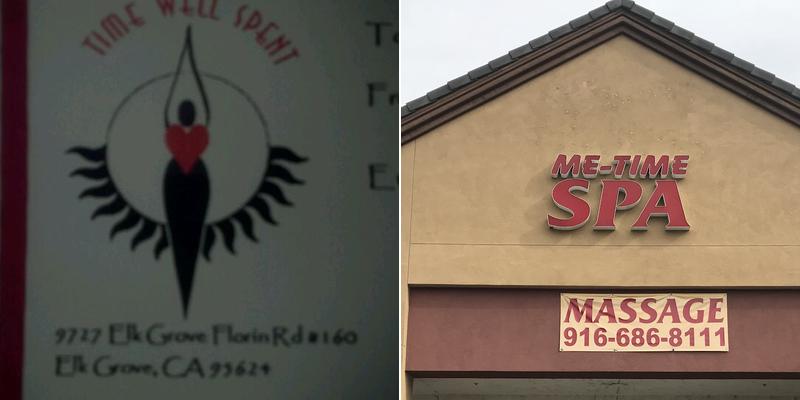 TIME WELL SPENT
9727 Elk Grove Florin Rd #160
Elk Grove, CA 95624
ME-TIME
SPA
MASSAGE
916-686-8111